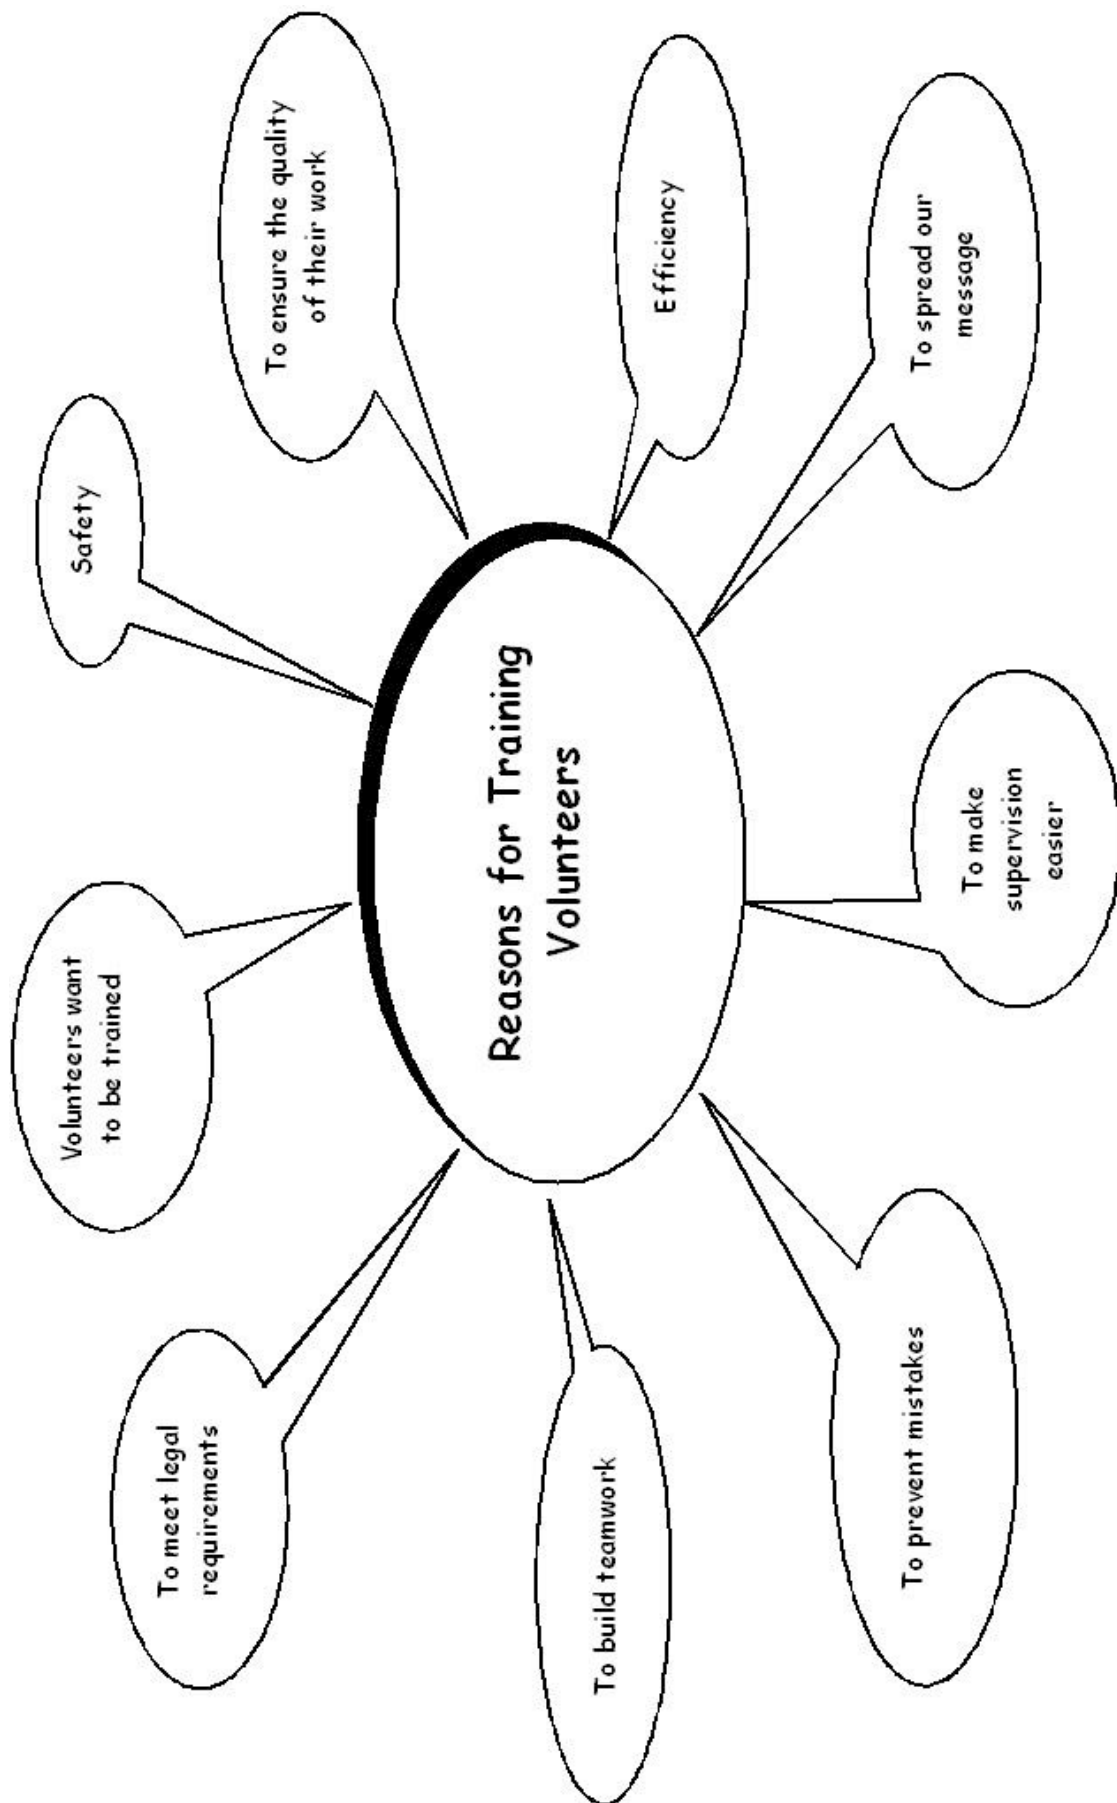 Reasons for Training
Volunteers
To meet legal
requirements
Volunteers want
to be trained
Safety
To ensure the quality
of their work
To build teamwork
Efficiency
To prevent mistakes
To make
supervision
easier
To spread our
message